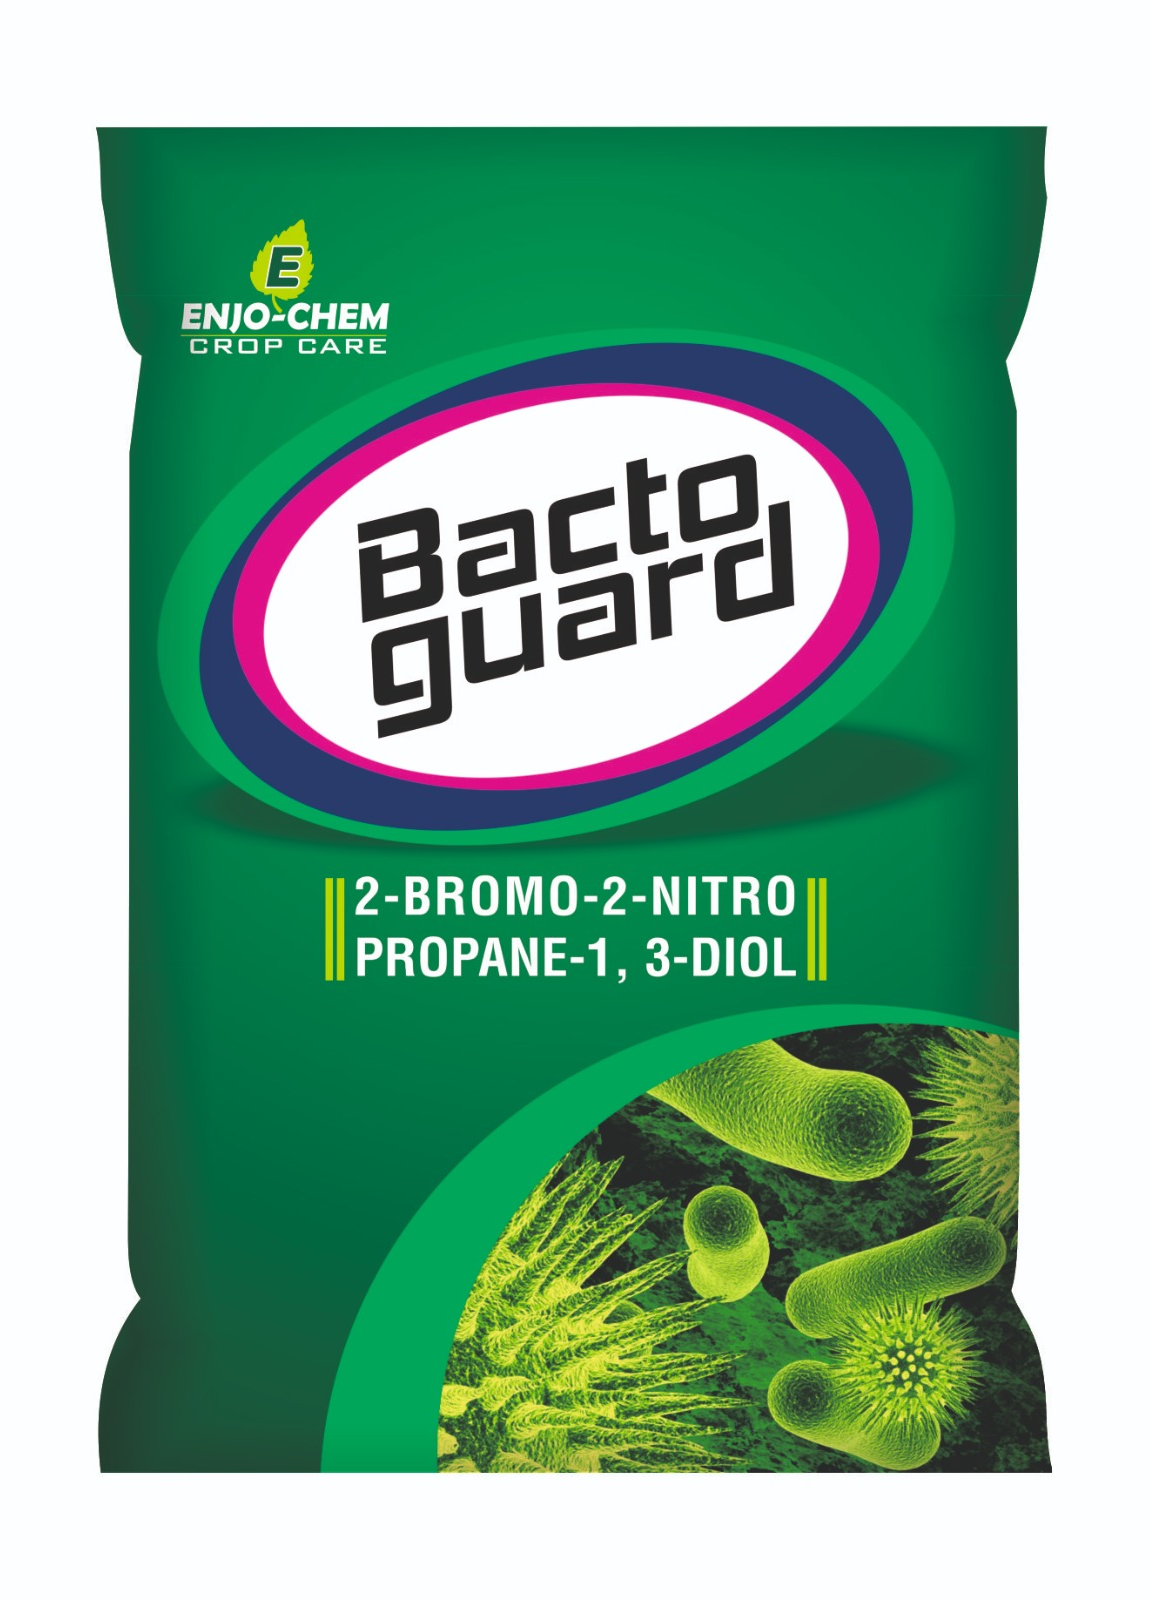 E
ENJO-CHEM
CROP CARE
Bacto
guard
2-BROMO-2-NITRO
PROPANE-1, 3-DIOL